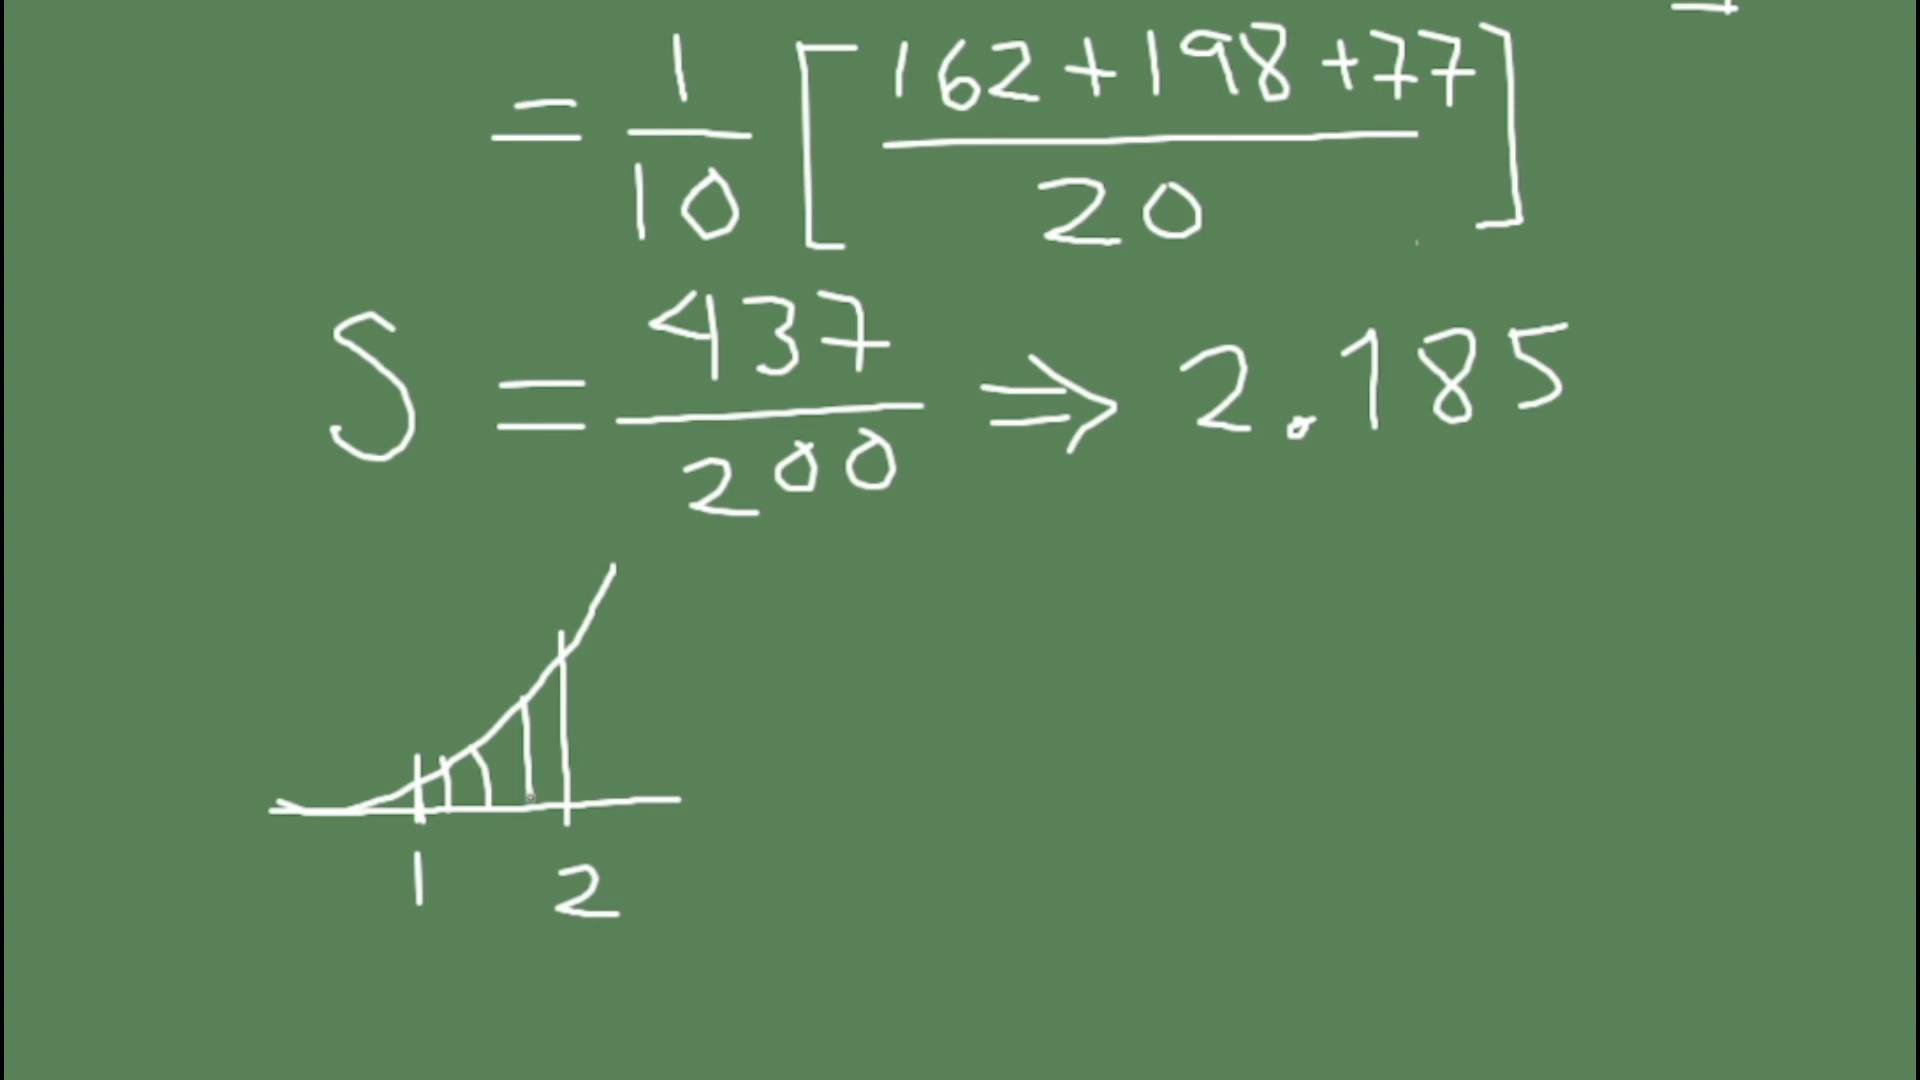 = 1/10 [ (162+198+77)/20 ]
S = 437/200 ⇒ 2.185
1 2